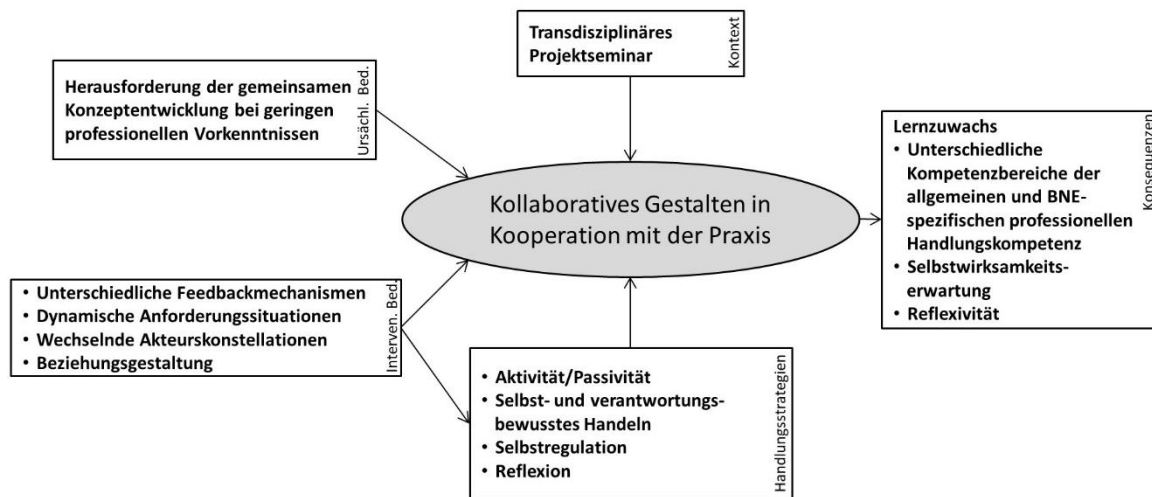 Transdisziplinäres
Projektseminar
Kontext
Herausforderung der gemeinsamen
Konzeptentwicklung bei geringen
professionellen Vorkenntnissen
Ursächl. Bed.
Kollaboratives Gestalten in
Kooperation mit der Praxis
Lernzuwachs
• Unterschiedliche
Kompetenzbereiche der
allgemeinen und BNE-
spezifischen professionellen
Handlungskompetenz
• Selbstwirksamkeits-
erwartung
• Reflexivität
Konsequenzen
• Unterschiedliche Feedbackmechanismen
• Dynamische Anforderungssituationen
• Wechselnde Akteurskonstellationen
• Beziehungsgestaltung
Interven. Bed.
• Aktivität/Passivität
• Selbst- und verantwortungs-
bewusstes Handeln
• Selbstregulation
• Reflexion
Handlungsstrategien